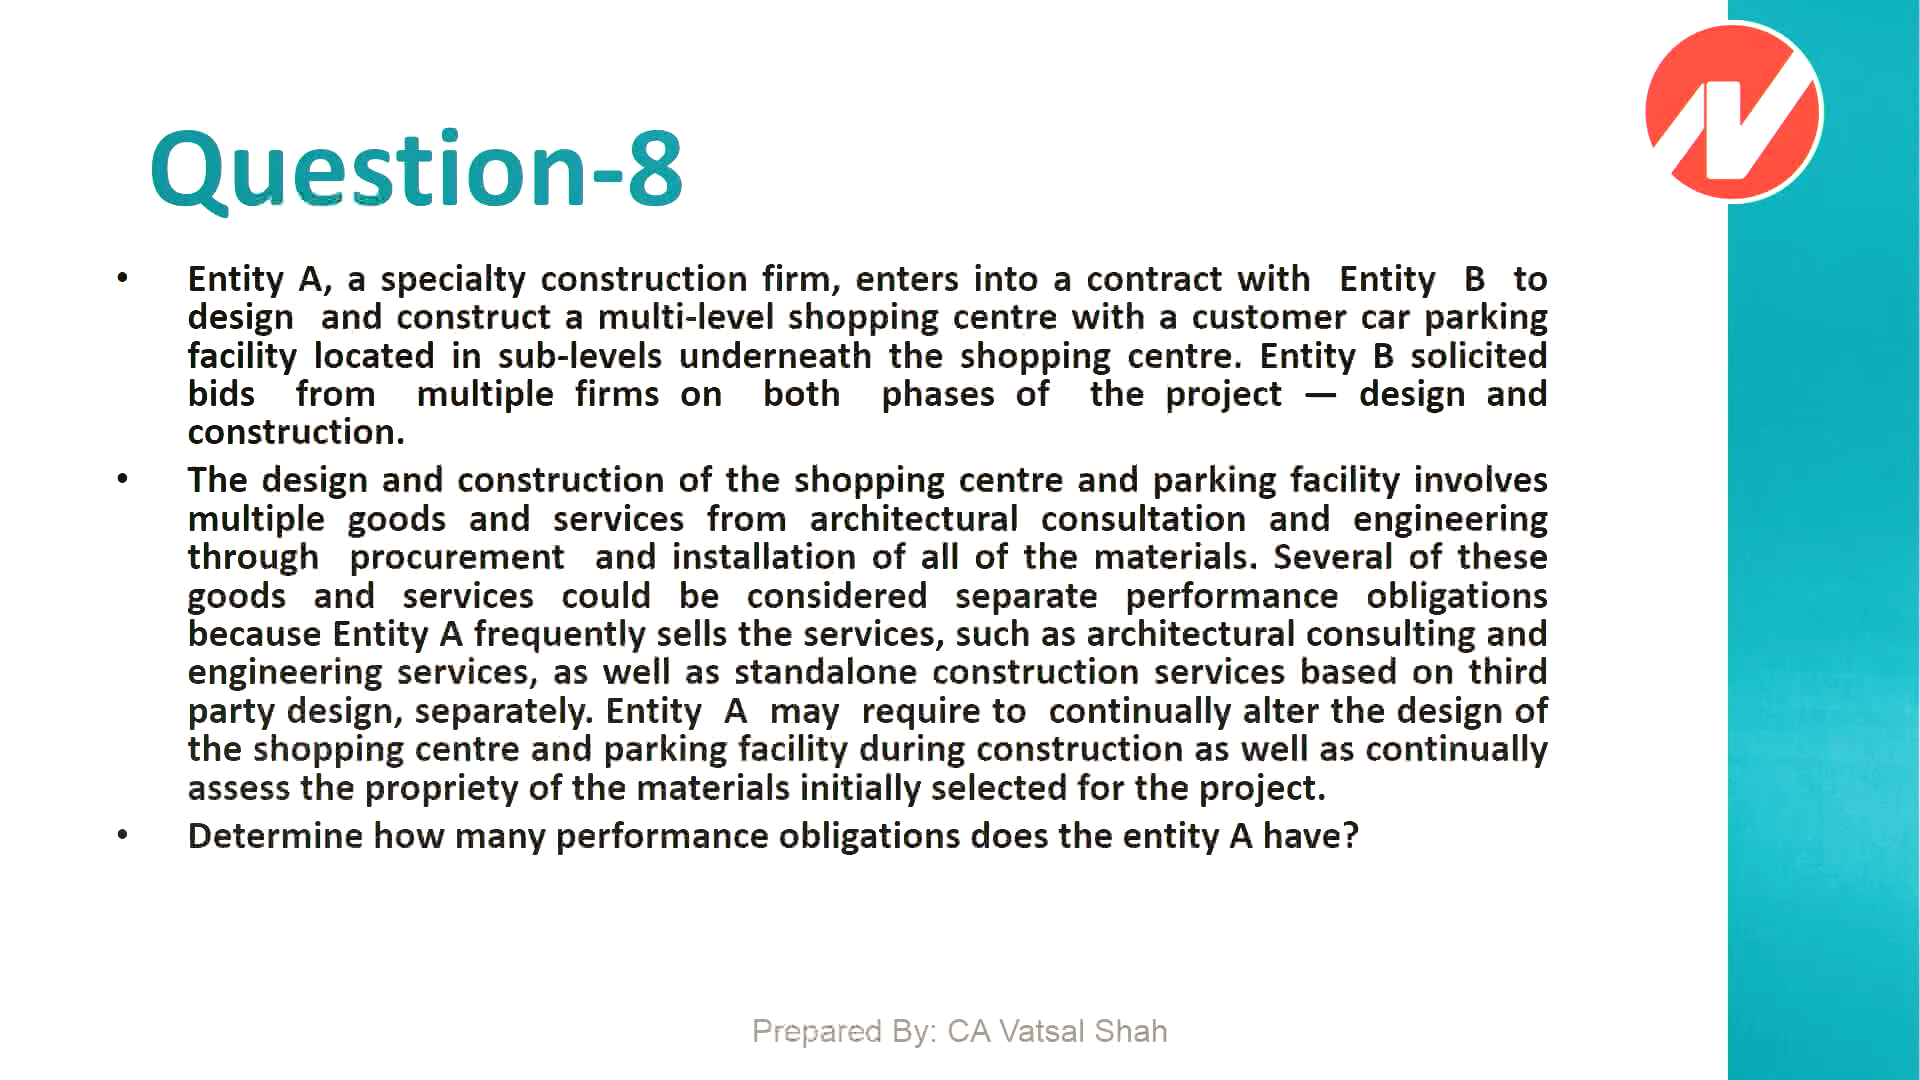 Question-8
• Entity A, a specialty construction firm, enters into a contract with Entity B to
design and construct a multi-level shopping centre with a customer car parking
facility located in sub-levels underneath the shopping centre. Entity B solicited
bids from multiple firms on both phases of the project — design and
construction.
• The design and construction of the shopping centre and parking facility involves
multiple goods and services from architectural consultation and engineering
through procurement and installation of all of the materials. Several of these
goods and services could be considered separate performance obligations
because Entity A frequently sells the services, such as architectural consulting and
engineering services, as well as standalone construction services based on third
party design, separately. Entity A may require to continually alter the design of
the shopping centre and parking facility during construction as well as continually
assess the propriety of the materials initially selected for the project.
• Determine how many performance obligations does the entity A have?
Prepared By: CA Vatsal Shah